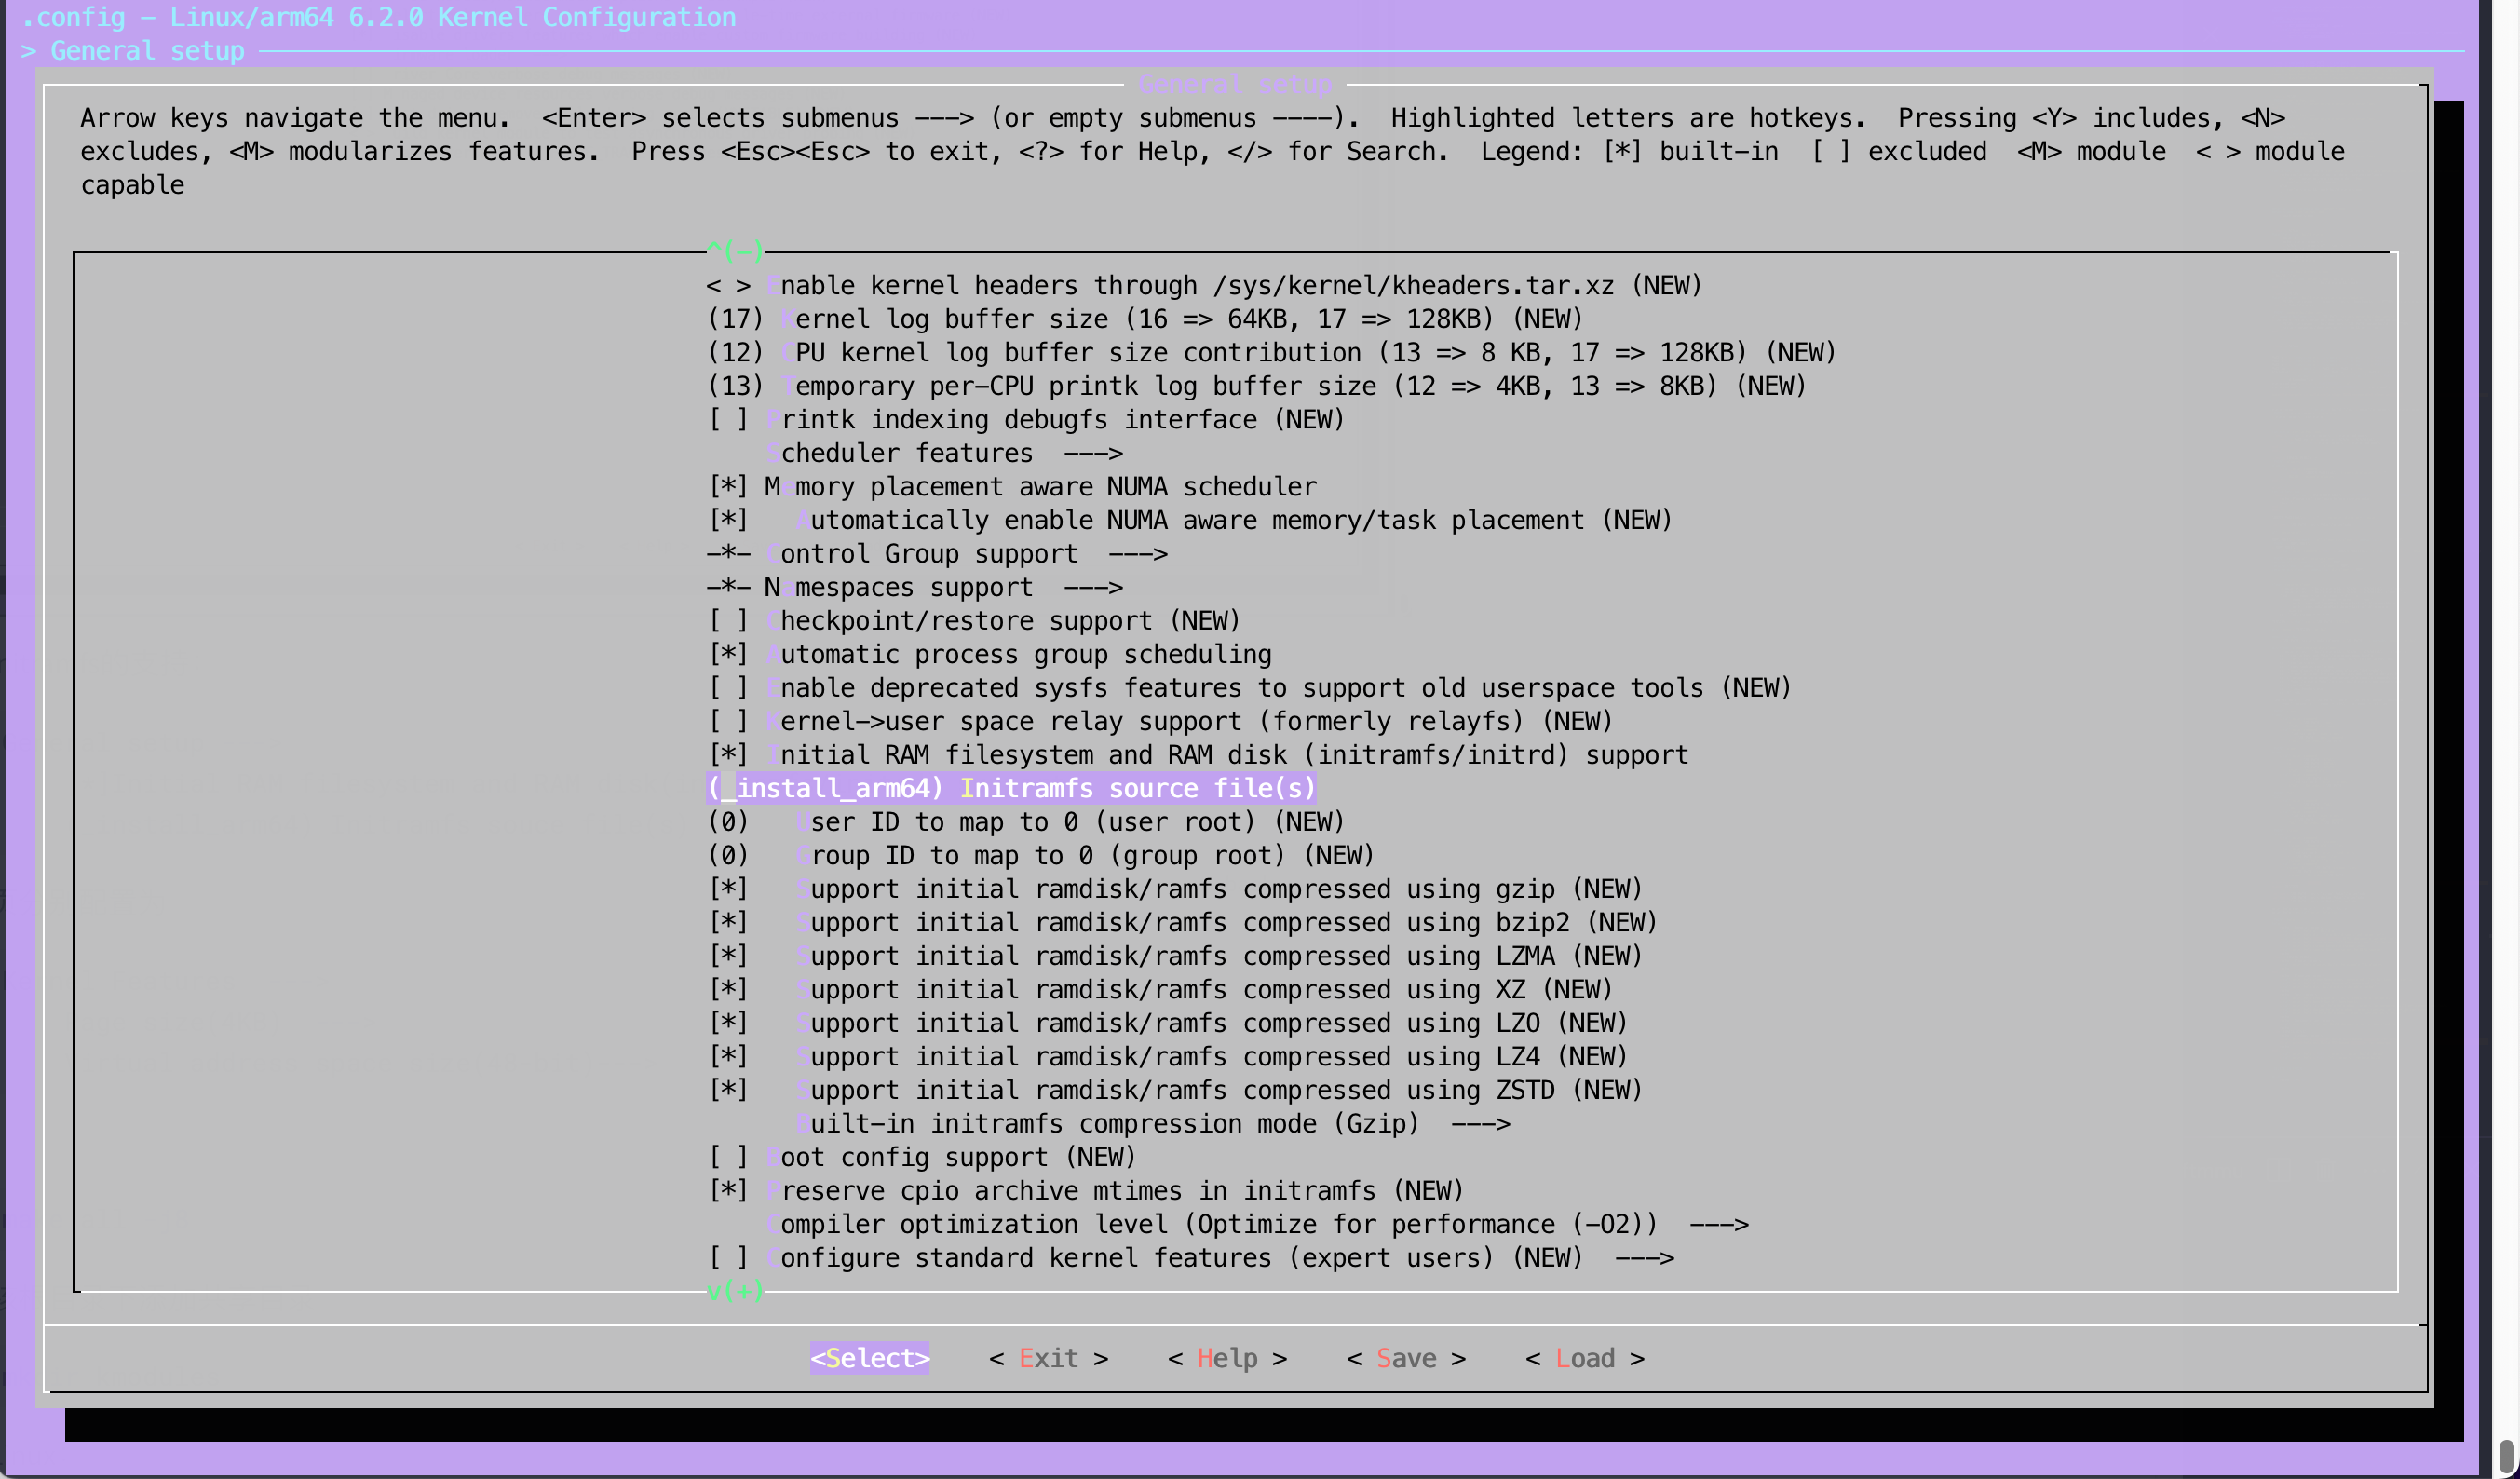 .config - Linux/arm64 6.2.0 Kernel Configuration
> General setup
General setup
Arrow keys navigate the menu.  <Enter> selects submenus ---> (or empty submenus ----).  Highlighted letters are hotkeys.  Pressing <Y> includes, <N>
excludes, <M> modularizes features.  Press <Esc><Esc> to exit, <?> for Help, </> for Search.  Legend: [*] built-in  [ ] excluded  <M> module  < > module
capable
^(-)
< > Enable kernel headers through /sys/kernel/kheaders.tar.xz (NEW)
(17) Kernel log buffer size (16 => 64KB, 17 => 128KB) (NEW)
(12) CPU kernel log buffer size contribution (13 => 8 KB, 17 => 128KB) (NEW)
(13) Temporary per-CPU printk log buffer size (12 => 4KB, 13 => 8KB) (NEW)
[ ] Printk indexing debugfs interface (NEW)
Scheduler features  --->
[*] Memory placement aware NUMA scheduler
[*]   Automatically enable NUMA aware memory/task placement (NEW)
-*- Control Group support  --->
-*- Namespaces support  --->
[ ] Checkpoint/restore support (NEW)
[*] Automatic process group scheduling
[ ] Enable deprecated sysfs features to support old userspace tools (NEW)
[ ] Kernel->user space relay support (formerly relayfs) (NEW)
[*] Initial RAM filesystem and RAM disk (initramfs/initrd) support
(_install_arm64) Initramfs source file(s)
(0)   User ID to map to 0 (user root) (NEW)
(0)   Group ID to map to 0 (group root) (NEW)
[*]   Support initial ramdisk/ramfs compressed using gzip (NEW)
[*]   Support initial ramdisk/ramfs compressed using bzip2 (NEW)
[*]   Support initial ramdisk/ramfs compressed using LZMA (NEW)
[*]   Support initial ramdisk/ramfs compressed using XZ (NEW)
[*]   Support initial ramdisk/ramfs compressed using LZO (NEW)
[*]   Support initial ramdisk/ramfs compressed using LZ4 (NEW)
[*]   Support initial ramdisk/ramfs compressed using ZSTD (NEW)
Built-in initramfs compression mode (Gzip)  --->
[ ] Boot config support (NEW)
[*] Preserve cpio archive mtimes in initramfs (NEW)
Compiler optimization level (Optimize for performance (-O2))  --->
[ ] Configure standard kernel features (expert users) (NEW)  --->
v(+)
<Select>    < Exit >    < Help >    < Save >    < Load >